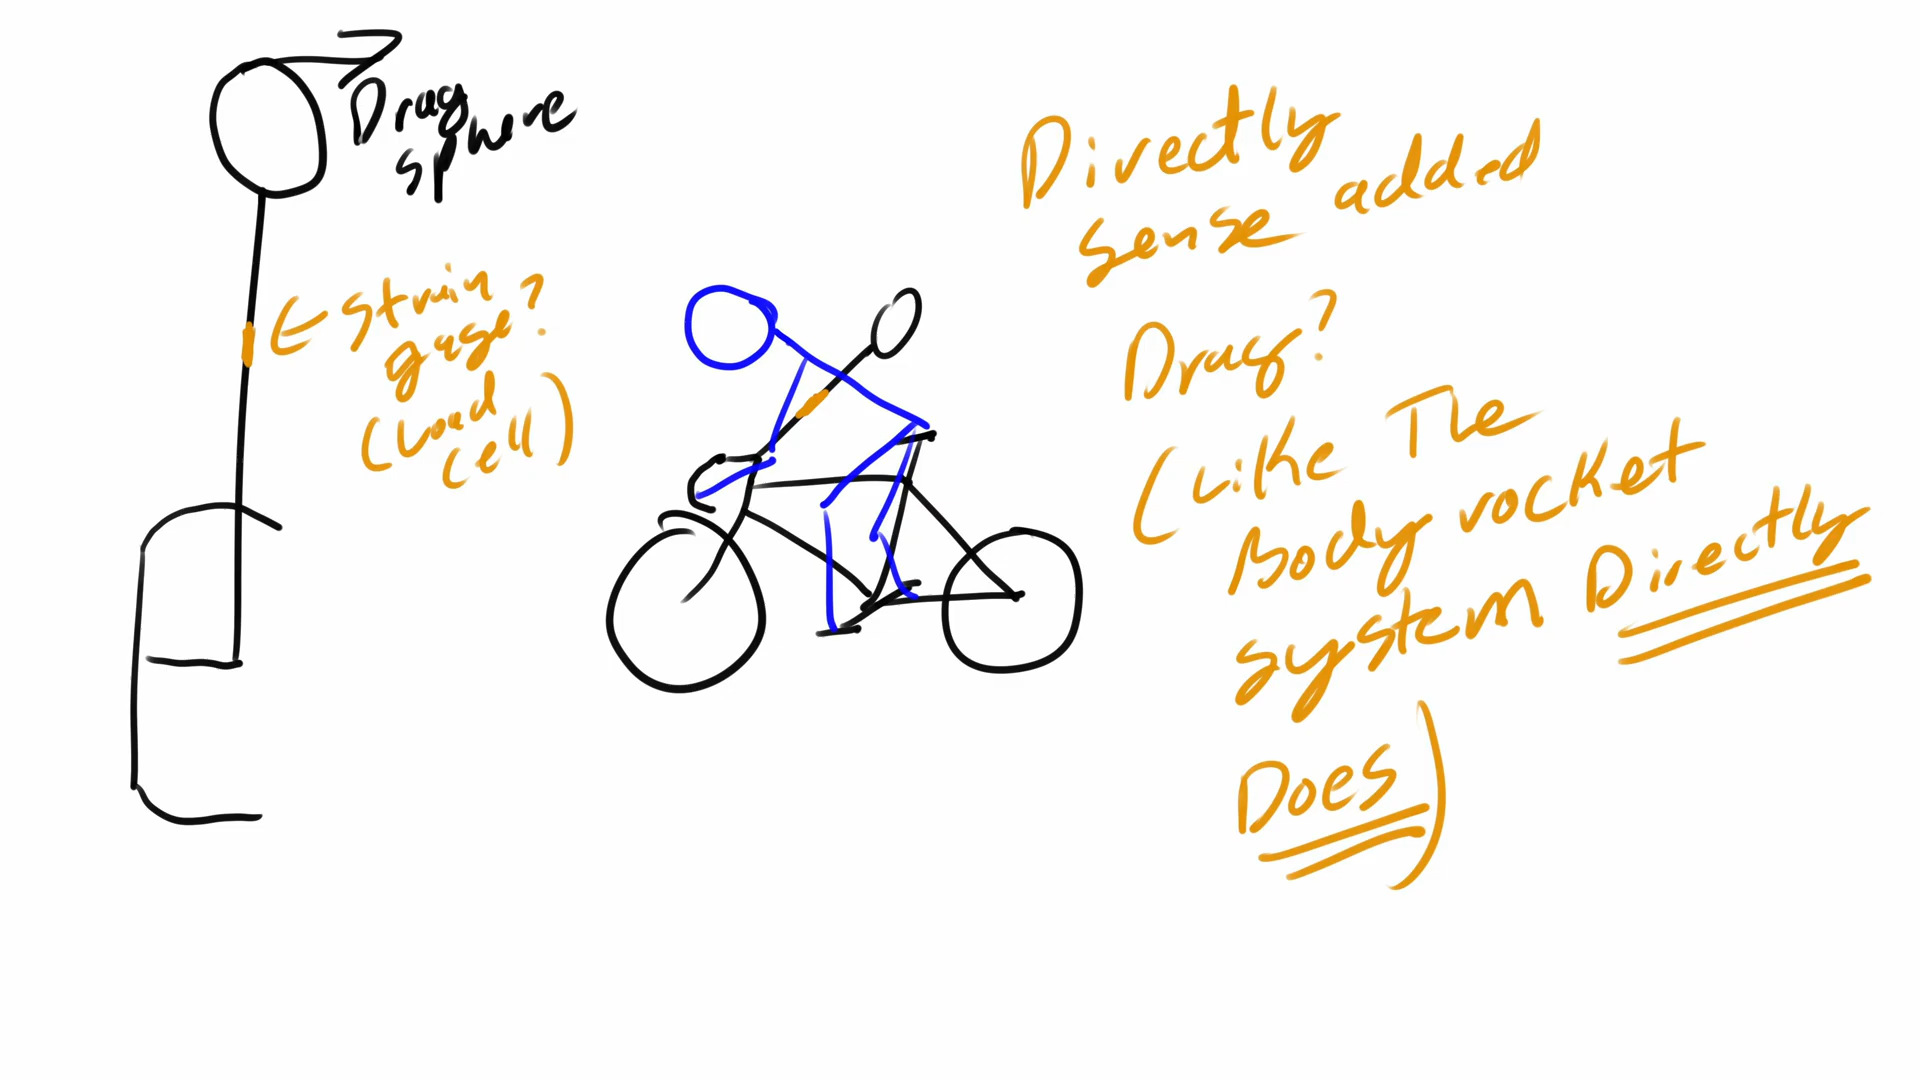 Drag
sphere
← strain
gage?
(Load
cell)
Directly
sense added
Drag?
(Like The
Body rocket
system Directly
Does)